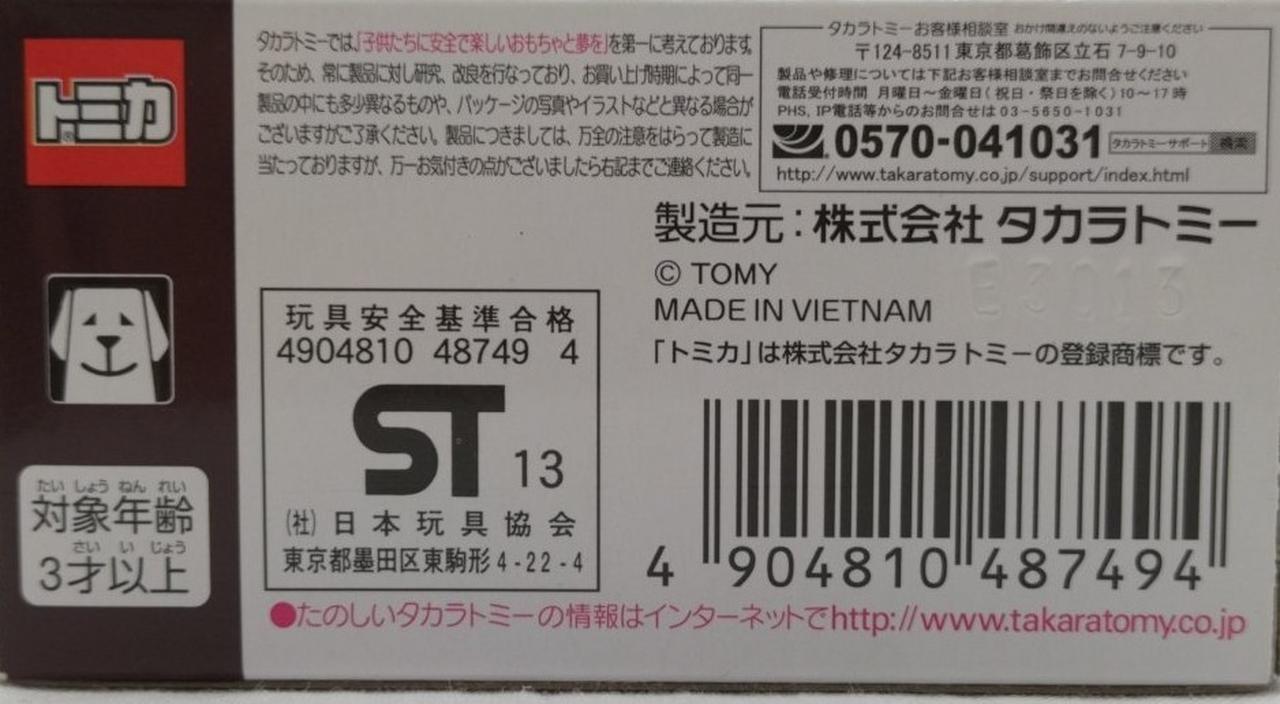 トミカ
タカラトミーでは、「子供たちに安全で楽しいおもちゃと夢を」を第一に考えております。
そのため、常に製品に対し研究、改良を行なっており、お買い上げ時期によって同一
製品の中にも多少異なるものや、パッケージの写真やイラストなどと異なる場合が
ございますがご了承ください。製品につきましては、万全の注意をはらって製造に
当たっておりますが、万一お気付きの点がございましたら右記までご連絡ください。
タカラトミーお客様相談室 おかけ間違えのないようご注意ください
〒124-8511 東京都葛飾区立石 7-9-10
製品や修理については下記お客様相談室までお問合せください
電話受付時間 月曜日～金曜日(祝日・祭日を除く)10～17時
PHS, IP電話等からのお問合せは 03-5650-1031
0570-041031 タカラトミーサポート 検索
http://www.takaratomy.co.jp/support/index.html
製造元：株式会社 タカラトミー
© TOMY
MADE IN VIETNAM
E3013
「トミカ」は株式会社タカラトミーの登録商標です。
玩具安全基準合格
4904810 48749 4
ST 13
(社) 日本玩具協会
東京都墨田区東駒形 4-22-4
たいしょうねんれい
対象年齢
さいいじょう
3才以上
4 904810 487494
●たのしいタカラトミーの情報はインターネットでhttp://www.takaratomy.co.jp